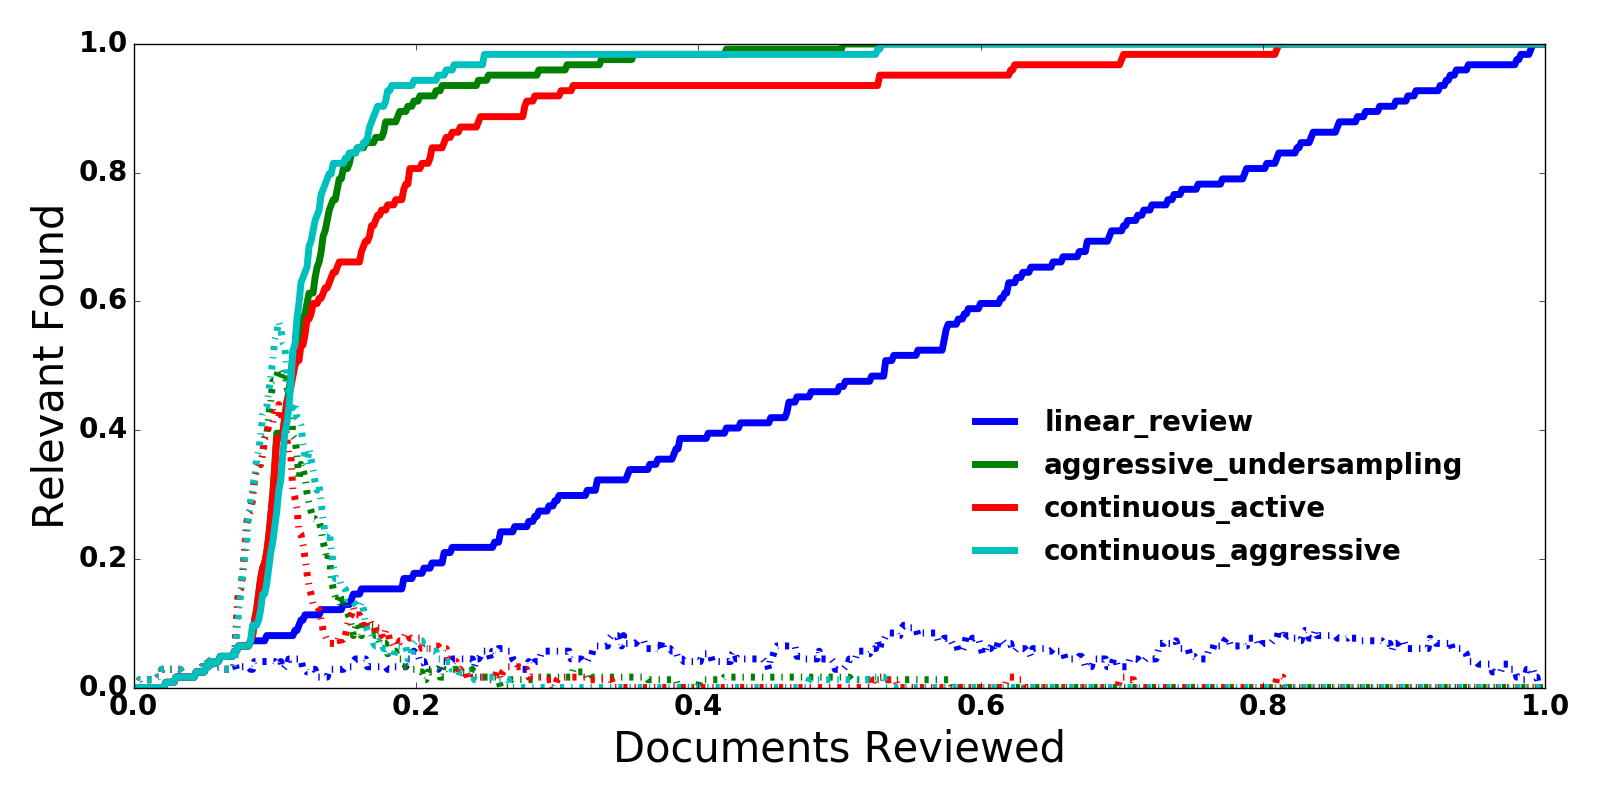 1.0
0.8
0.6
0.4
0.2
0.0
Relevant Found
linear_review
aggressive_undersampling
continuous_active
continuous_aggressive
0.0 0.2 0.4 0.6 0.8 1.0
Documents Reviewed